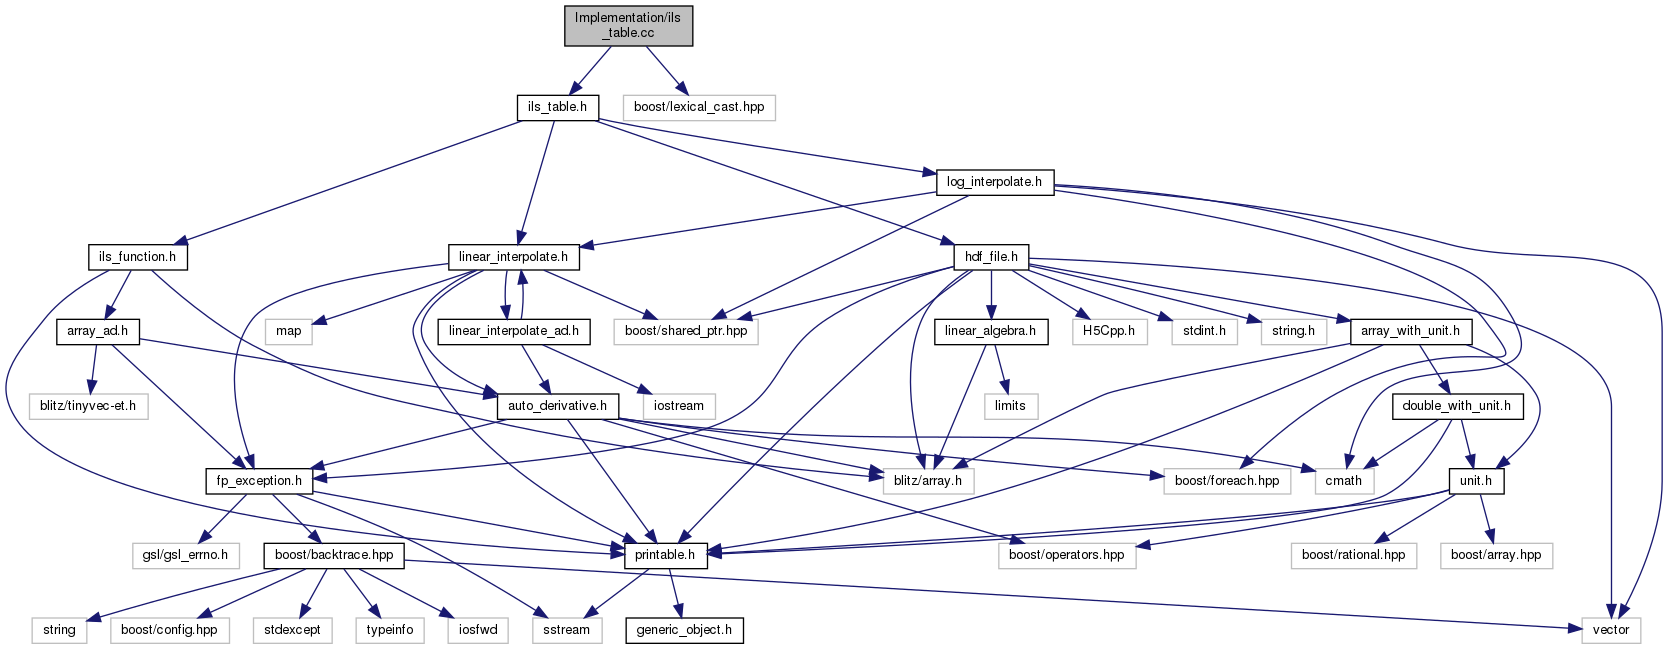 Implementation/ils
_table.cc
ils_table.h
boost/lexical_cast.hpp
log_interpolate.h
ils_function.h
linear_interpolate.h
hdf_file.h
array_ad.h
map
linear_interpolate_ad.h
boost/shared_ptr.hpp
linear_algebra.h
H5Cpp.h
stdint.h
string.h
array_with_unit.h
blitz/tinyvec-et.h
auto_derivative.h
iostream
limits
double_with_unit.h
fp_exception.h
blitz/array.h
boost/foreach.hpp
cmath
unit.h
gsl/gsl_errno.h
boost/backtrace.hpp
printable.h
boost/operators.hpp
boost/rational.hpp
boost/array.hpp
string
boost/config.hpp
stdexcept
typeinfo
iosfwd
sstream
generic_object.h
vector